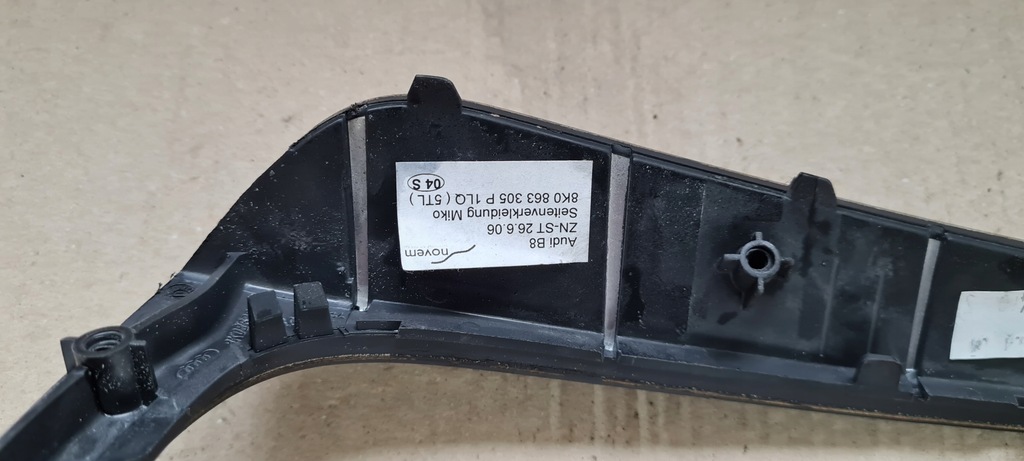 novem
Audi B8
ZN-ST 26.6.06
Seitenverkleidung Miko
8K0 863 305 P 1LQ ( 5TL )
04 S